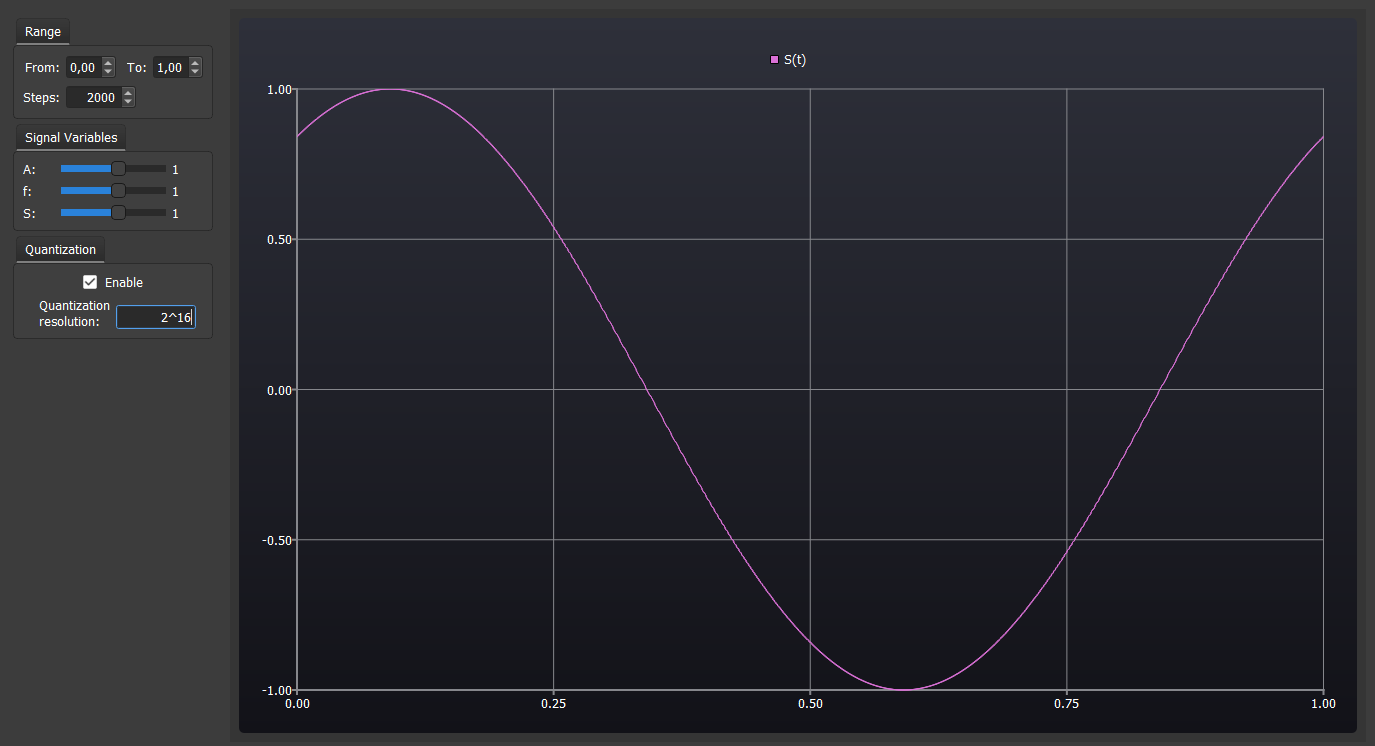 Range
From: 0,00 To: 1,00
Steps: 2000
Signal Variables
A: 1
f: 1
S: 1
Quantization
Enable
Quantization
resolution: 2^16
S(t)
1.00
0.50
0.00
-0.50
-1.00
0.00 0.25 0.50 0.75 1.00